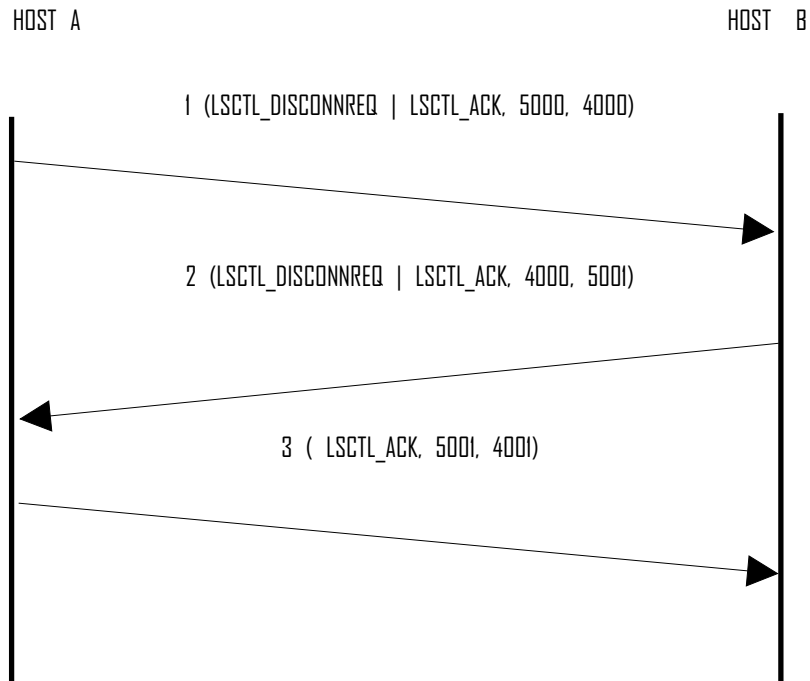 HOST A HOST B
1 (LSCTL_DISCONNREQ | LSCTL_ACK, 5000, 4000)
2 (LSCTL_DISCONNREQ | LSCTL_ACK, 4000, 5001)
3 ( LSCTL_ACK, 5001, 4001)